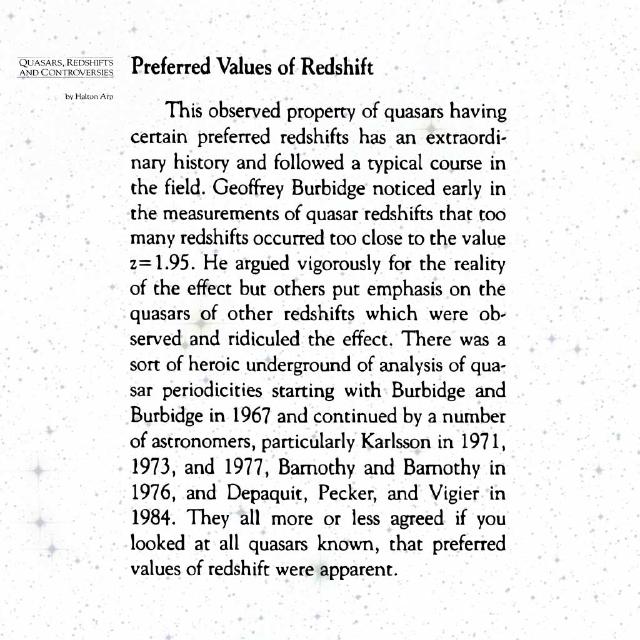 QUASARS, REDSHIFTS
AND CONTROVERSIES
by Halton Arp
Preferred Values of Redshift
This observed property of quasars having
certain preferred redshifts has an extraordi-
nary history and followed a typical course in
the field. Geoffrey Burbidge noticed early in
the measurements of quasar redshifts that too
many redshifts occurred too close to the value
z=1.95. He argued vigorously for the reality
of the effect but others put emphasis on the
quasars of other redshifts which were ob-
served and ridiculed the effect. There was a
sort of heroic underground of analysis of qua-
sar periodicities starting with Burbidge and
Burbidge in 1967 and continued by a number
of astronomers, particularly Karlsson in 1971,
1973, and 1977, Barnothy and Barnothy in
1976, and Depaquit, Pecker, and Vigier in
1984. They all more or less agreed if you
looked at all quasars known, that preferred
values of redshift were apparent.